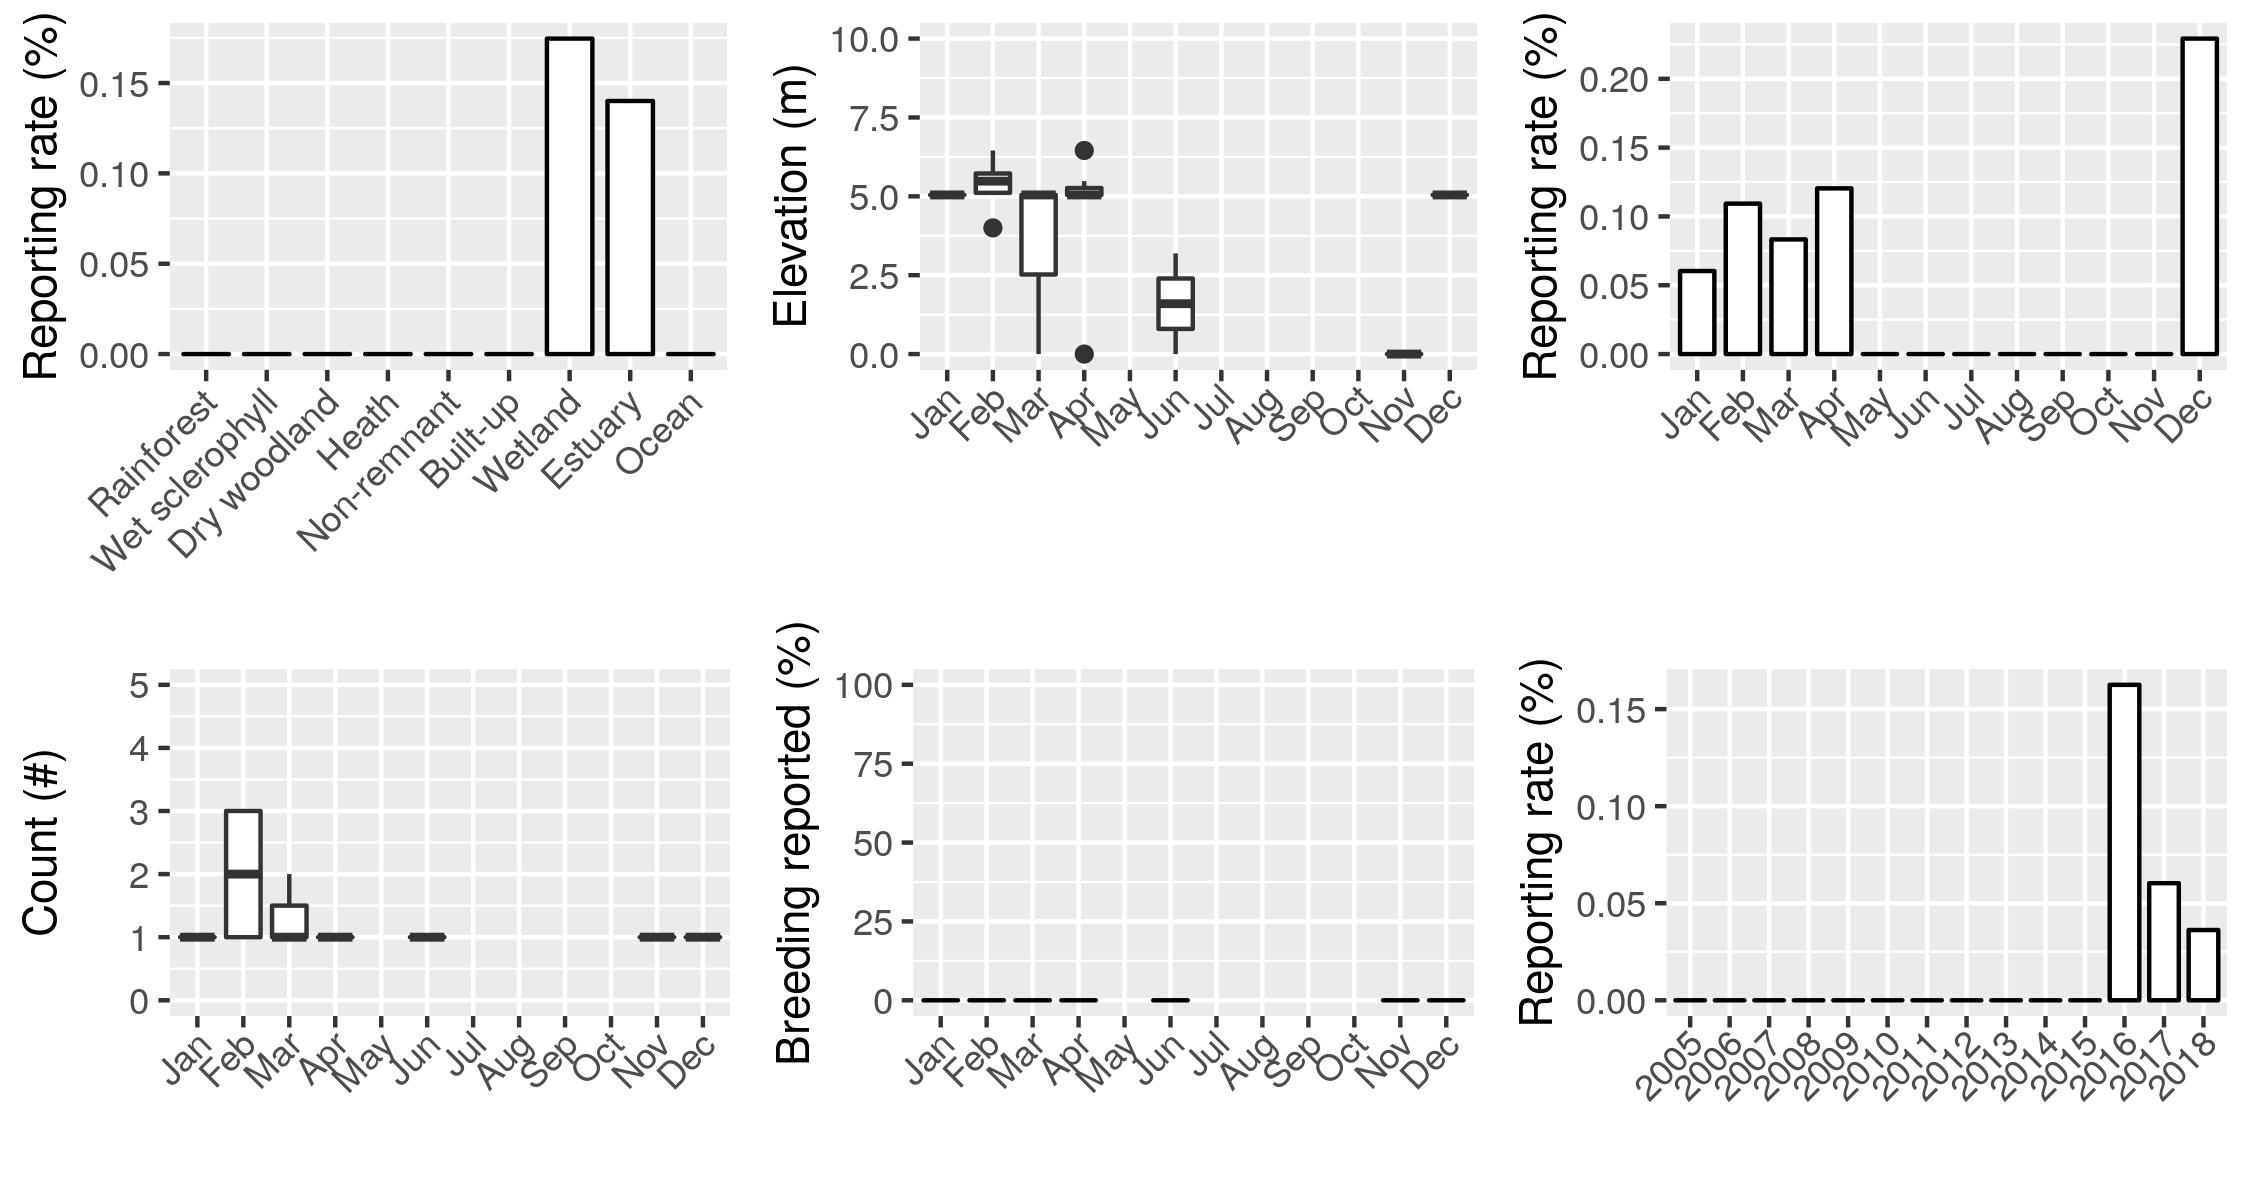 Reporting rate (%)
0.15
0.10
0.05
0.00
Rainforest
Wet sclerophyll
Dry woodland
Heath
Non-remnant
Built-up
Wetland
Estuary
Ocean
Elevation (m)
10.0
7.5
5.0
2.5
0.0
Jan
Feb
Mar
Apr
May
Jun
Jul
Aug
Sep
Oct
Nov
Dec
Reporting rate (%)
0.20
0.15
0.10
0.05
0.00
Jan
Feb
Mar
Apr
May
Jun
Jul
Aug
Sep
Oct
Nov
Dec
Count (#)
5
4
3
2
1
0
Jan
Feb
Mar
Apr
May
Jun
Jul
Aug
Sep
Oct
Nov
Dec
Breeding reported (%)
100
75
50
25
0
Jan
Feb
Mar
Apr
May
Jun
Jul
Aug
Sep
Oct
Nov
Dec
Reporting rate (%)
0.15
0.10
0.05
0.00
2005
2006
2007
2008
2009
2010
2011
2012
2013
2014
2015
2016
2017
2018